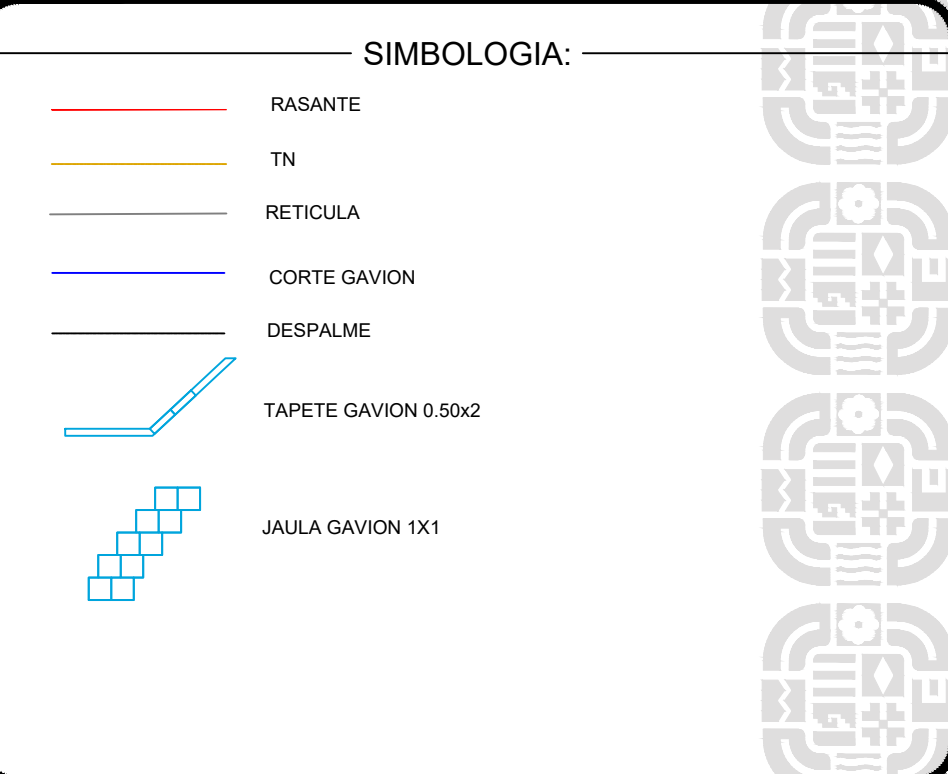 SIMBOLOGIA:
RASANTE
TN
RETICULA
CORTE GAVION
DESPALME
TAPETE GAVION 0.50x2
JAULA GAVION 1X1